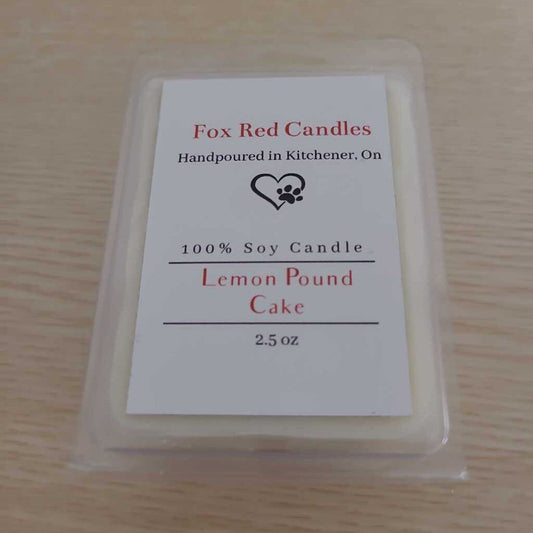 Fox Red Candles
Handpoured in Kitchener, On
100% Soy Candle
Lemon Pound
Cake
2.5 oz